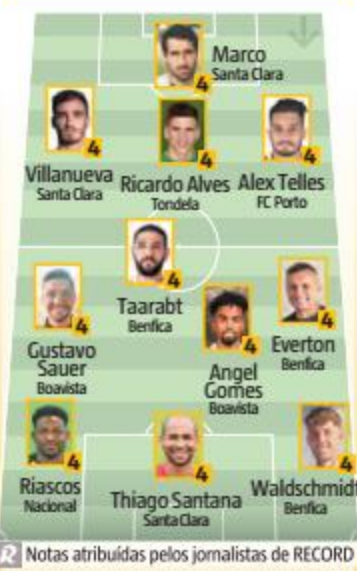 4
Marco
Santa Clara
4
Villanueva
Santa Clara
4
Ricardo Alves
Tondela
4
Alex Telles
FC Porto
4
Taarabt
Benfica
4
Gustavo
Sauer
Boavista
4
Angel
Gomes
Boavista
4
Everton
Benfica
4
Riascos
Nacional
4
Thiago Santana
Santa Clara
4
Waldschmidt
Benfica
R Notas atribuídas pelos jornalistas de RECORD